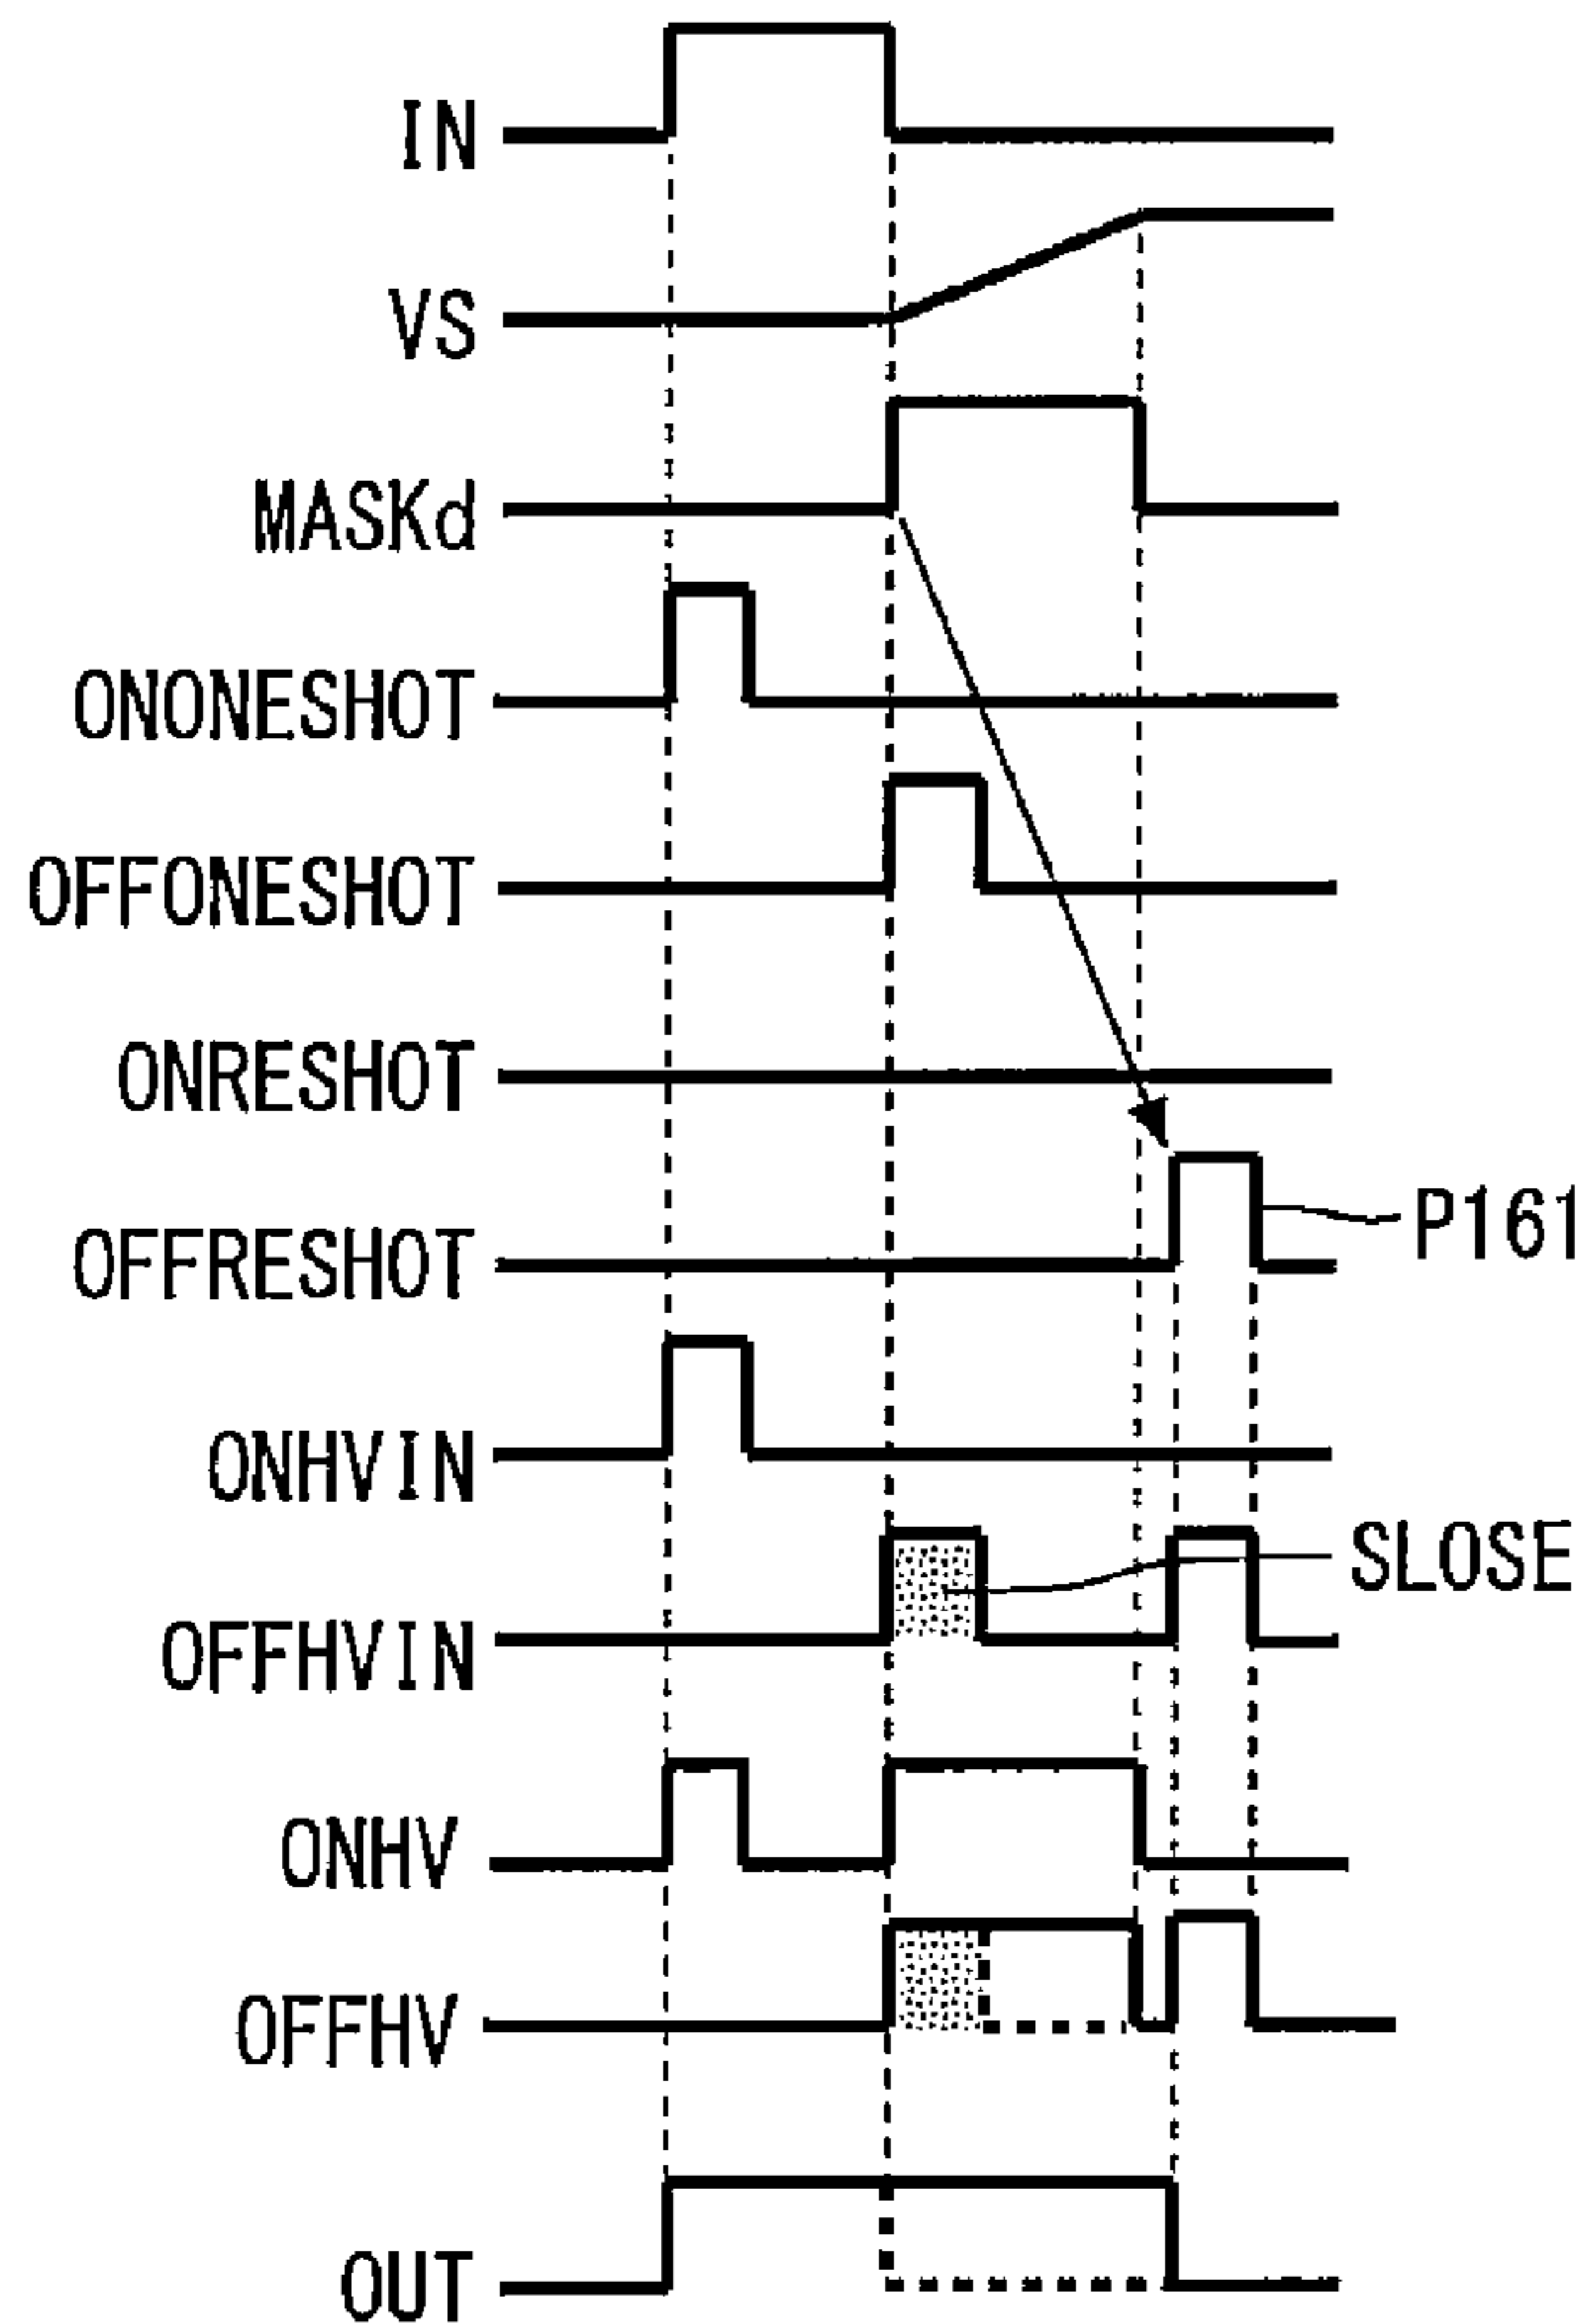 IN
VS
MASKd
ONONESHOT
OFFONESHOT
ONRESHOT
OFFRESHOT
P161
ONHVIN
SLOSE
OFFHVIN
ONHV
OFFHV
OUT